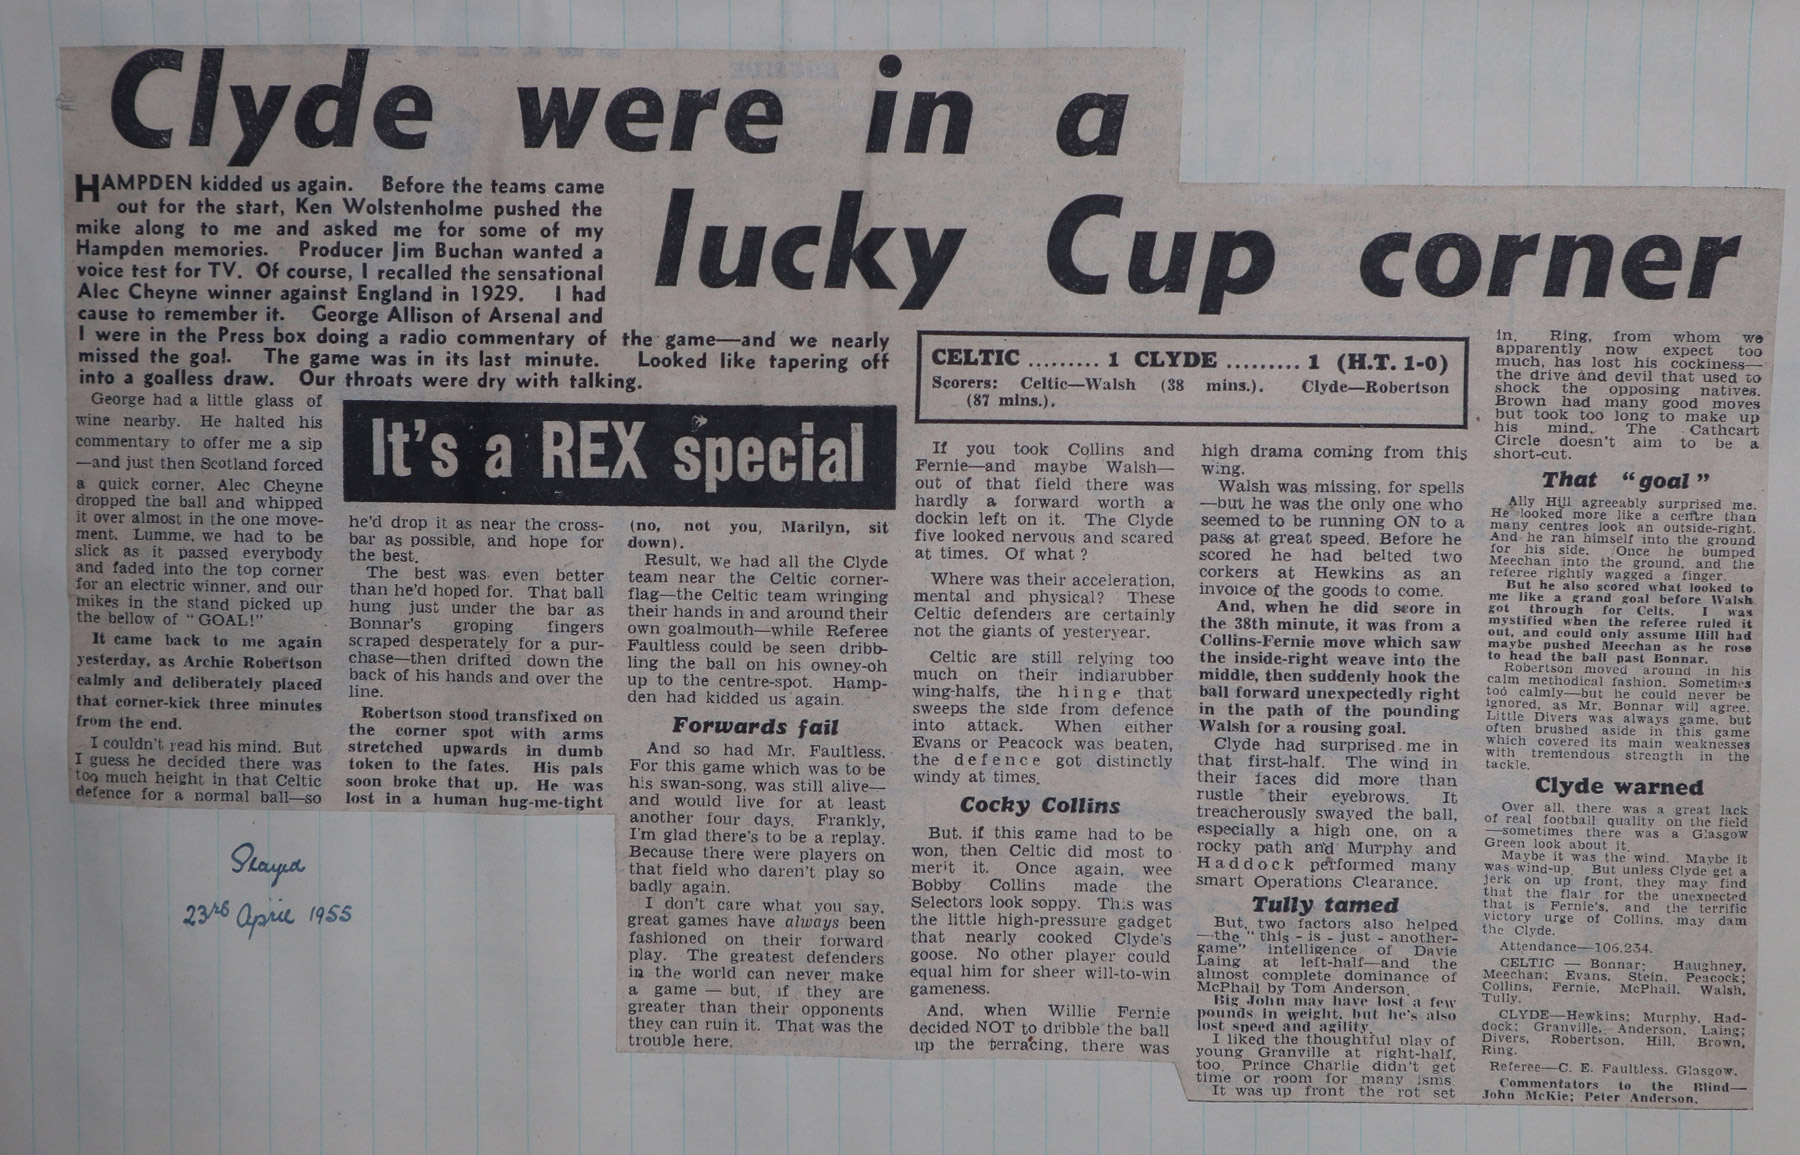 Clyde were in a
lucky Cup corner
HAMPDEN kidded us again. Before the teams came
out for the start, Ken Wolstenholme pushed the
mike along to me and asked me for some of my
Hampden memories. Producer Jim Buchan wanted a
voice test for TV. Of course, I recalled the sensational
Alec Cheyne winner against England in 1929. I had
cause to remember it. George Allison of Arsenal and
I were in the Press box doing a radio commentary of the game—and we nearly
missed the goal. The game was in its last minute. Looked like tapering off
into a goalless draw. Our throats were dry with talking.
George had a little glass of
wine nearby. He halted his
commentary to offer me a sip
—and just then Scotland forced
a quick corner. Alec Cheyne
dropped the ball and whipped
it over almost in the one move-
ment. Lumme, we had to be
slick as it passed everybody
and faded into the top corner
for an electric winner, and our
mikes in the stand picked up
the bellow of "GOAL!"
It came back to me again
yesterday, as Archie Robertson
calmly and deliberately placed
that corner-kick three minutes
from the end.
I couldn't read his mind. But
I guess he decided there was
too much height in that Celtic
defence for a normal ball—so
It's a REX special
he'd drop it as near the cross-
bar as possible, and hope for
the best.
The best was even better
than he'd hoped for. That ball
hung just under the bar as
Bonnar's groping fingers
scraped desperately for a pur-
chase—then drifted down the
back of his hands and over the
line.
Robertson stood transfixed on
the corner spot with arms
stretched upwards in dumb
token to the fates. His pals
soon broke that up. He was
lost in a human hug-me-tight
(no, not you, Marilyn, sit
down).
Result, we had all the Clyde
team near the Celtic corner-
flag—the Celtic team wringing
their hands in and around their
own goalmouth—while Referee
Faultless could be seen dribb-
ling the ball on his owney-oh
up to the centre-spot. Hamp-
den had kidded us again.
Forwards fail
And so had Mr. Faultless.
For this game which was to be
his swan-song, was still alive—
and would live for at least
another four days. Frankly,
I'm glad there's to be a replay.
Because there were players on
that field who daren't play so
badly again.
I don't care what you say,
great games have always been
fashioned on their forward
play. The greatest defenders
in the world can never make
a game — but, if they are
greater than their opponents
they can ruin it. That was the
trouble here.
CELTIC ......... 1 CLYDE ......... 1 (H.T. 1-0)
Scorers: Celtic—Walsh (38 mins.). Clyde—Robertson
(87 mins.).
If you took Collins and
Fernie—and maybe Walsh—
out of that field there was
hardly a forward worth a
dockin left on it. The Clyde
five looked nervous and scared
at times. Of what ?
Where was their acceleration,
mental and physical? These
Celtic defenders are certainly
not the giants of yesteryear.
Celtic are still relying too
much on their indiarubber
wing-halfs, the hinge that
sweeps the side from defence
into attack. When either
Evans or Peacock was beaten,
the defence got distinctly
windy at times.
Cocky Collins
But, if this game had to be
won, then Celtic did most to
merit it. Once again, wee
Bobby Collins made the
Selectors look soppy. This was
the little high-pressure gadget
that nearly cooked Clyde's
goose. No other player could
equal him for sheer will-to-win
gameness.
And, when Willie Fernie
decided NOT to dribble the ball
up the terracing, there was
high drama coming from this
wing.
Walsh was missing, for spells
—but he was the only one who
seemed to be running ON to a
pass at great speed. Before he
scored he had belted two
corkers at Hewkins as an
invoice of the goods to come.
And, when he did score in
the 38th minute, it was from a
Collins-Fernie move which saw
the inside-right weave into the
middle, then suddenly hook the
ball forward unexpectedly right
in the path of the pounding
Walsh for a rousing goal.
Clyde had surprised me in
that first-half. The wind in
their faces did more than
rustle their eyebrows. It
treacherously swayed the ball,
especially a high one, on a
rocky path and Murphy and
Haddock performed many
smart Operations Clearance.
Tully tamed
But, two factors also helped
—the "this - is - just - another-
game" intelligence of Davie
Laing at left-half—and the
almost complete dominance of
McPhail by Tom Anderson.
Big John may have lost a few
pounds in weight, but he's also
lost speed and agility.
I liked the thoughtful play of
young Granville at right-half,
too. Prince Charlie didn't get
time or room for many isms
It was up front the rot set
in. Ring, from whom we
apparently now expect too
much, has lost his cockiness—
the drive and devil that used to
shock the opposing natives.
Brown had many good moves
but took too long to make up
his mind. The Cathcart
Circle doesn't aim to be a
short-cut.
That "goal"
Ally Hill agreeably surprised me.
He looked more like a centre than
many centres look an outside-right.
And he ran himself into the ground
for his side. Once he bumped
Meechan into the ground, and the
referee rightly wagged a finger.
But he also scored what looked to
me like a grand goal before Walsh
got through for Celts. I was
mystified when the referee ruled it
out, and could only assume Hill had
maybe pushed Meechan as he rose
to head the ball past Bonnar.
Robertson moved around in his
calm methodical fashion. Sometimes
too calmly—but he could never be
ignored, as Mr. Bonnar will agree.
Little Divers was always game, but
often brushed aside in this game
which covered its main weaknesses
with tremendous strength in the
tackle.
Clyde warned
Over all, there was a great lack
of real football quality on the field
—sometimes there was a Glasgow
Green look about it.
Maybe it was the wind. Maybe it
was wind-up. But unless Clyde get a
jerk on up front, they may find
that the flair for the unexpected
that is Fernie's, and the terrific
victory urge of Collins, may dam
the Clyde.
Attendance—106,234.
CELTIC — Bonnar; Haughney,
Meechan; Evans, Stein, Peacock;
Collins, Fernie, McPhail, Walsh,
Tully.
CLYDE—Hewkins; Murphy, Had-
dock; Granville, Anderson, Laing;
Divers, Robertson, Hill, Brown,
Ring.
Referee—C. E. Faultless, Glasgow.
Commentators to the Blind—
John McKie; Peter Anderson.
Played
23rd April 1955